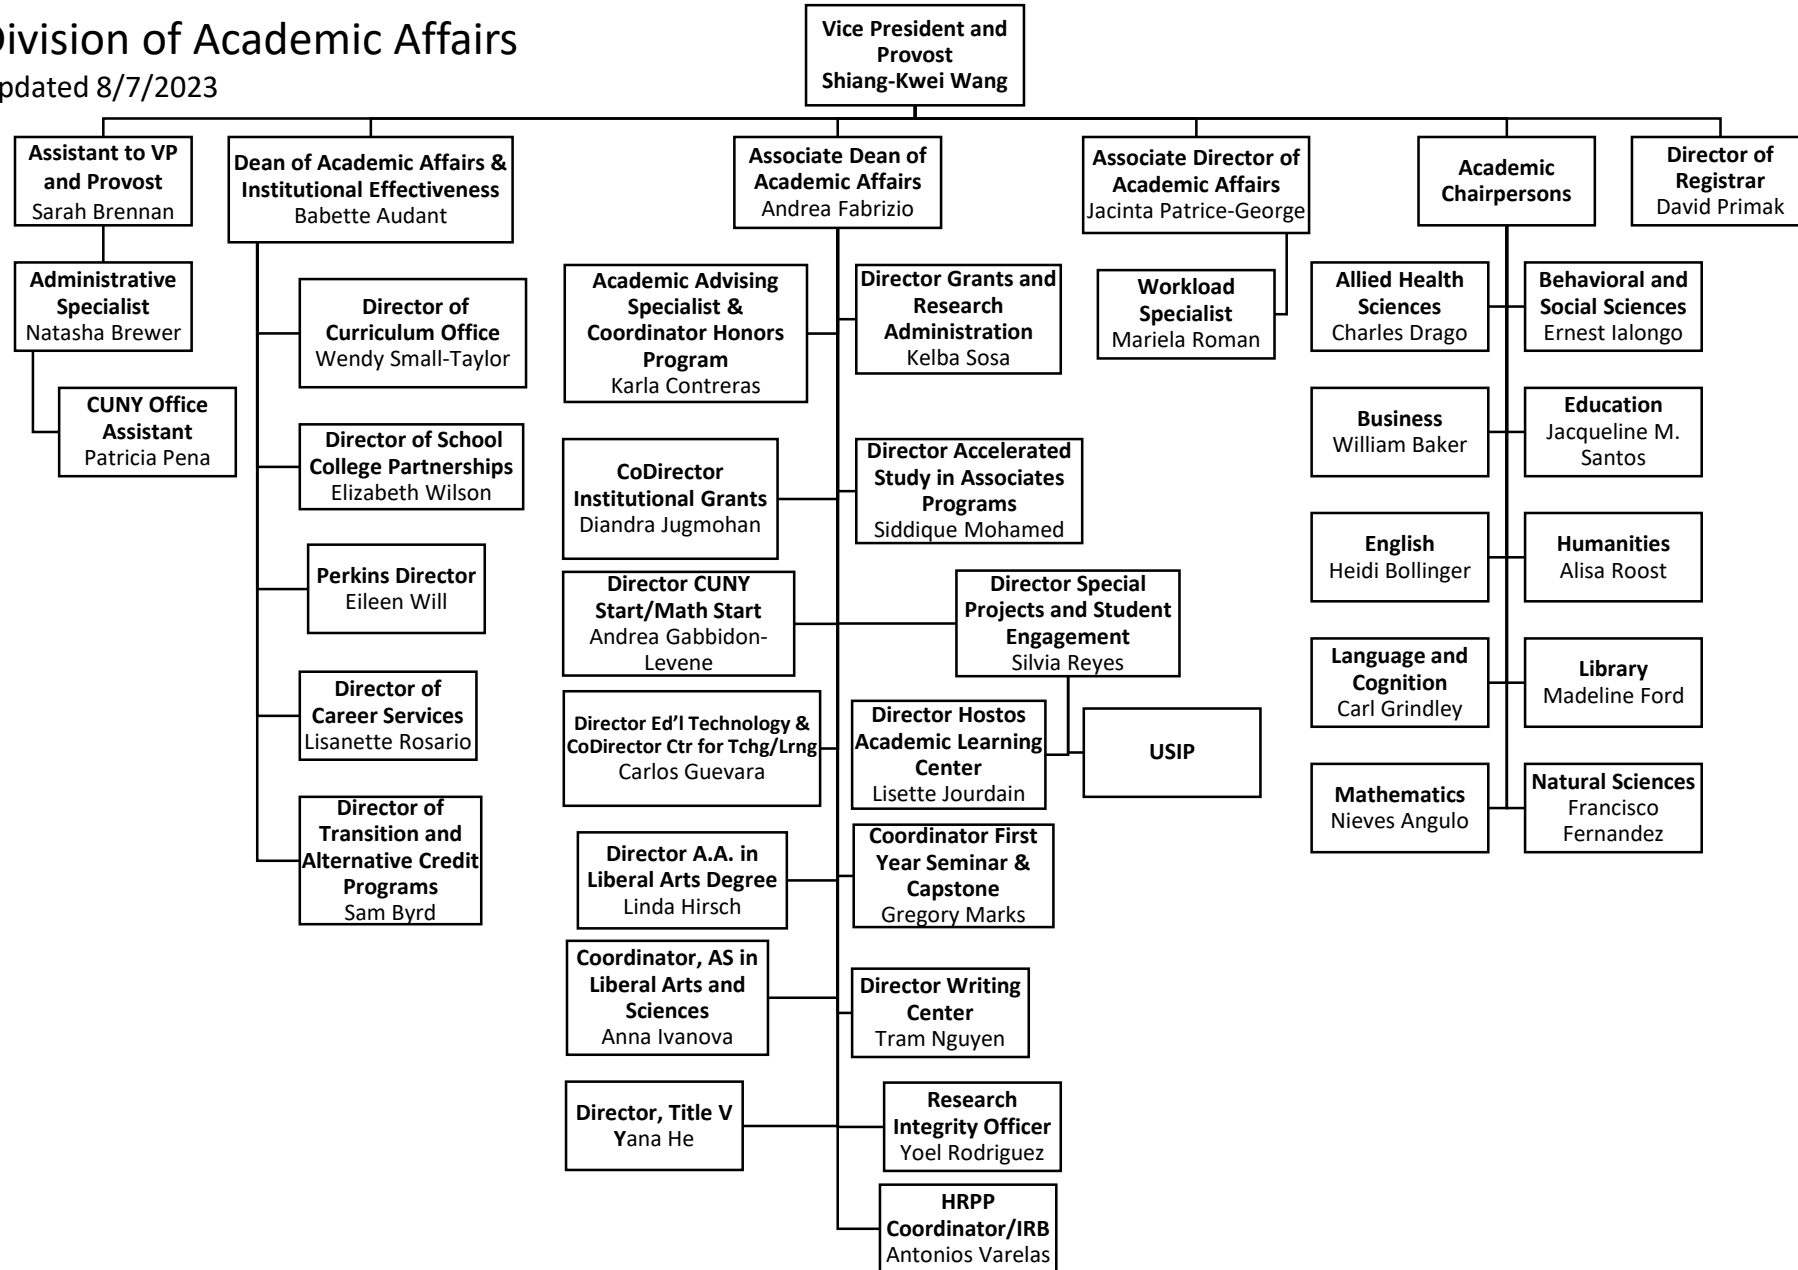 Division of Academic Affairs
pdated 8/7/2023
Vice President and
Provost
Shiang-Kwei Wang
Assistant to VP
and Provost
Sarah Brennan
Dean of Academic Affairs &
Institutional Effectiveness
Babette Audant
Associate Dean of
Academic Affairs
Andrea Fabrizio
Associate Director of
Academic Affairs
Jacinta Patrice-George
Academic
Chairpersons
Director of
Registrar
David Primak
Administrative
Specialist
Natasha Brewer
CUNY Office
Assistant
Patricia Pena
Director of
Curriculum Office
Wendy Small-Taylor
Director of School
College Partnerships
Elizabeth Wilson
Perkins Director
Eileen Will
Director of
Career Services
Lisanette Rosario
Director of
Transition and
Alternative Credit
Programs
Sam Byrd
Academic Advising
Specialist &
Coordinator Honors
Program
Karla Contreras
Director Grants and
Research
Administration
Kelba Sosa
CoDirector
Institutional Grants
Diandra Jugmohan
Director Accelerated
Study in Associates
Programs
Siddique Mohamed
Director CUNY
Start/Math Start
Andrea Gabbidon-
Levene
Director Special
Projects and Student
Engagement
Silvia Reyes
Director Ed’l Technology &
CoDirector Ctr for Tchg/Lrng
Carlos Guevara
Director Hostos
Academic Learning
Center
Lisette Jourdain
USIP
Director A.A. in
Liberal Arts Degree
Linda Hirsch
Coordinator First
Year Seminar &
Capstone
Gregory Marks
Coordinator, AS in
Liberal Arts and
Sciences
Anna Ivanova
Director Writing
Center
Tram Nguyen
Director, Title V
Yana He
Research
Integrity Officer
Yoel Rodriguez
HRPP
Coordinator/IRB
Antonios Varelas
Workload
Specialist
Mariela Roman
Allied Health
Sciences
Charles Drago
Behavioral and
Social Sciences
Ernest Ialongo
Business
William Baker
Education
Jacqueline M.
Santos
English
Heidi Bollinger
Humanities
Alisa Roost
Language and
Cognition
Carl Grindley
Library
Madeline Ford
Mathematics
Nieves Angulo
Natural Sciences
Francisco
Fernandez